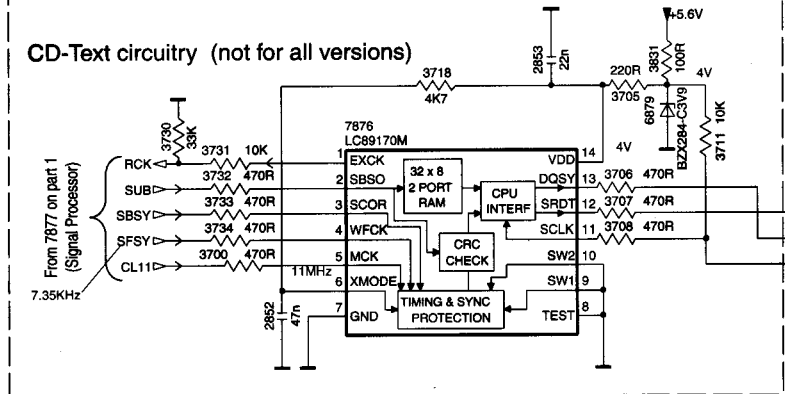 CD-Text circuitry (not for all versions)
+5.6V
2853
22n
3831
100R
3718
4K7
220R
3705
4V
6879
BZX284-C3V9
3711 10K
3730
33K
7876
LC89170M
4V
From 7877 on part 1
(Signal Processor)
RCK
3731 10K
1 EXCK
VDD 14
SUB
3732 470R
2 SBSO
32 x 8
2 PORT
RAM
CPU
INTERF
DQSY 13
3706 470R
SBSY
3733 470R
3 SCOR
SRDT 12
3707 470R
SFSY
3734 470R
4 WFCK
CRC
CHECK
SCLK 11
3708 470R
CL11
3700 470R
11MHz
5 MCK
SW2 10
7.35KHz
6 XMODE
SW1 9
2852
47n
7 GND
TIMING & SYNC
PROTECTION
TEST 8